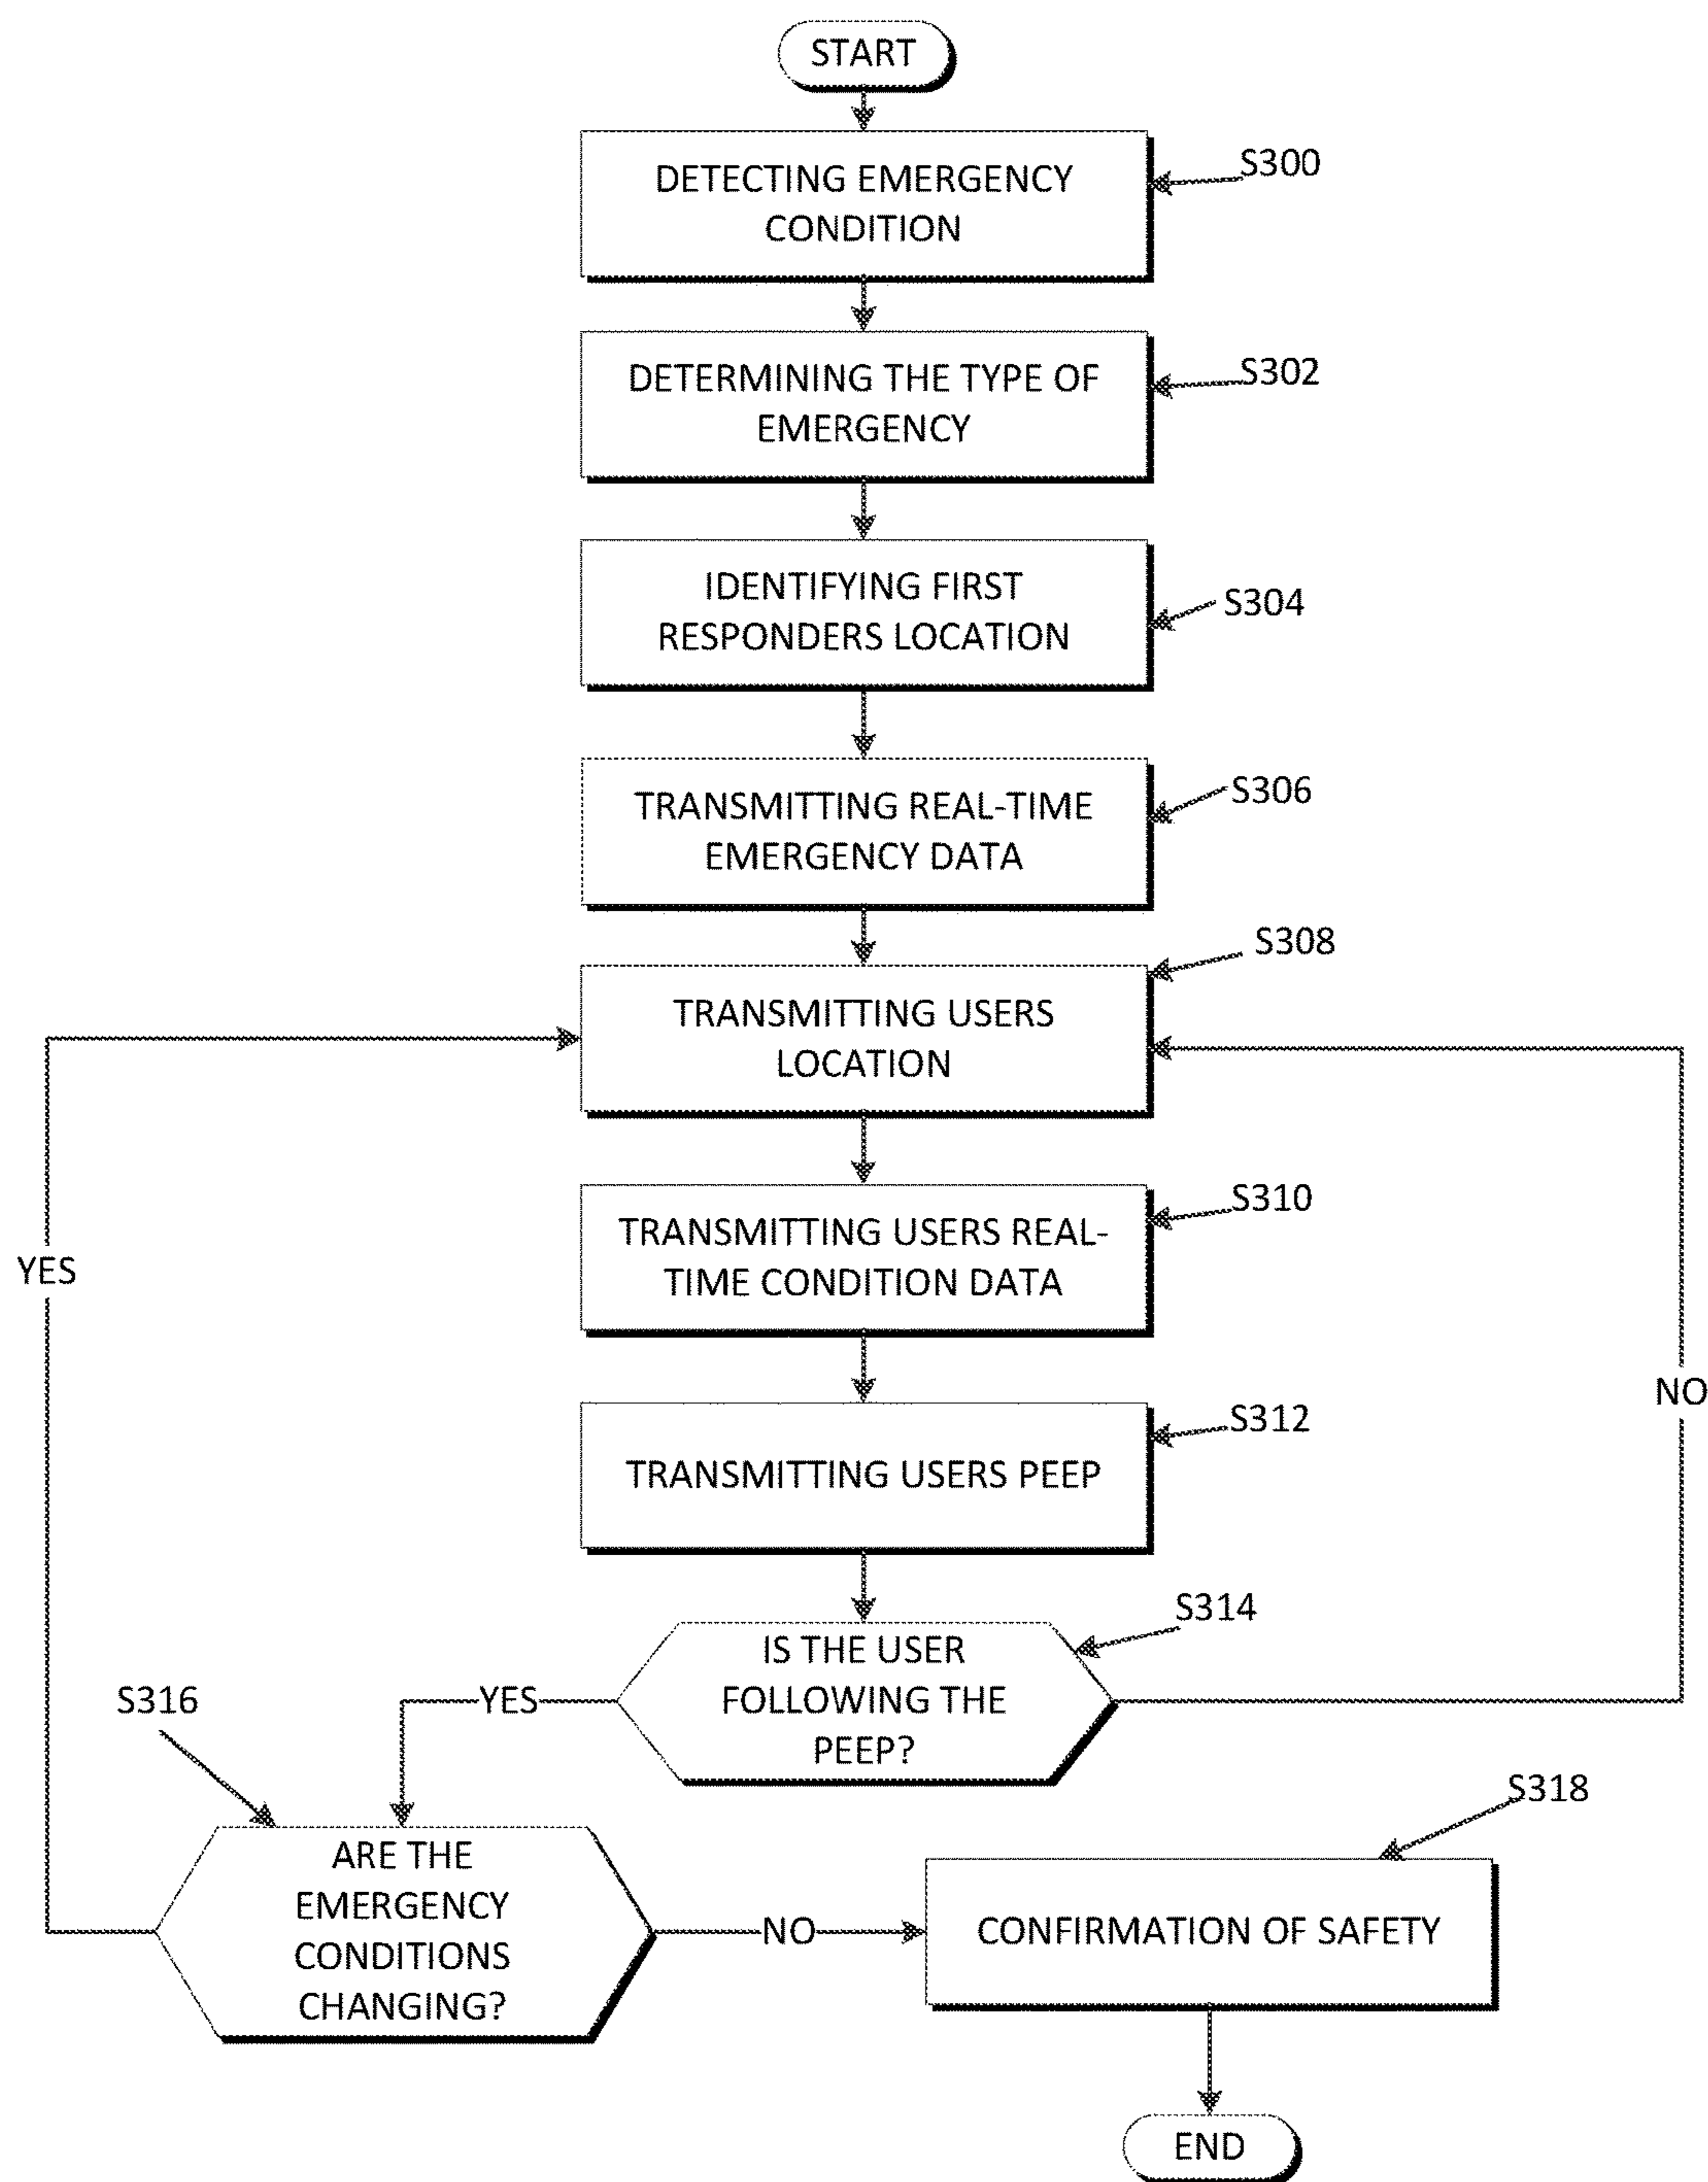 START
DETECTING EMERGENCY
CONDITION
S300
DETERMINING THE TYPE OF
EMERGENCY
S302
IDENTIFYING FIRST
RESPONDERS LOCATION
S304
TRANSMITTING REAL-TIME
EMERGENCY DATA
S306
S308
TRANSMITTING USERS
LOCATION
TRANSMITTING USERS REAL-
TIME CONDITION DATA
S310
YES
NO
S312
TRANSMITTING USERS PEEP
S314
IS THE USER
FOLLOWING THE
PEEP?
YES
S316
ARE THE
EMERGENCY
CONDITIONS
CHANGING?
NO
S318
CONFIRMATION OF SAFETY
END